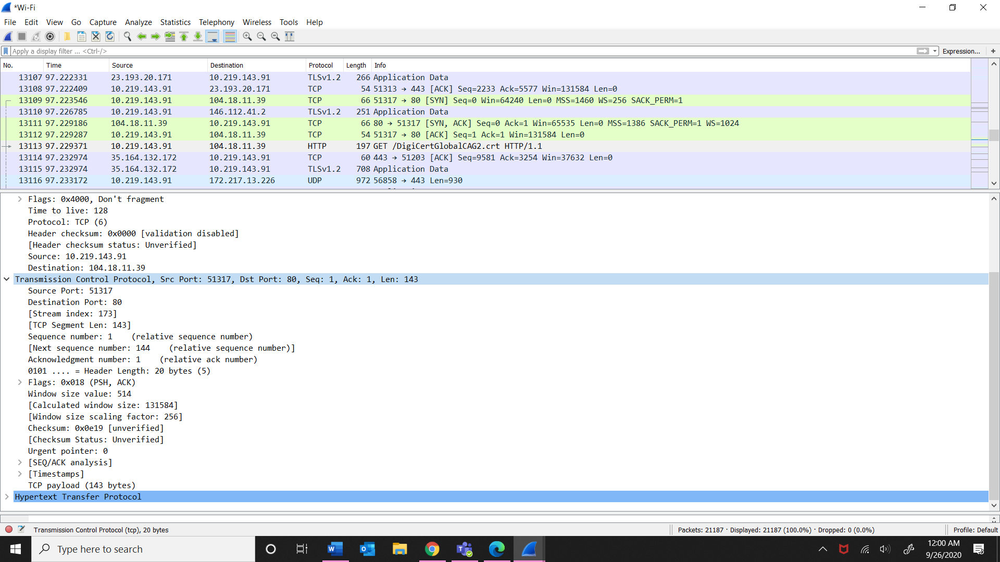 *Wi-Fi
File Edit View Go Capture Analyze Statistics Telephony Wireless Tools Help
Apply a display filter ... <Ctrl-/> Expression... +
No. Time Source Destination Protocol Length Info
13107 97.222331 23.193.20.171 10.219.143.91 TLSv1.2 266 Application Data
13108 97.222409 10.219.143.91 23.193.20.171 TCP 54 51313 → 443 [ACK] Seq=2233 Ack=5577 Win=131584 Len=0
13109 97.223546 10.219.143.91 104.18.11.39 TCP 66 51317 → 80 [SYN] Seq=0 Win=64240 Len=0 MSS=1460 WS=256 SACK_PERM=1
13110 97.226785 10.219.143.91 146.112.41.2 TLSv1.2 251 Application Data
13111 97.229186 104.18.11.39 10.219.143.91 TCP 66 80 → 51317 [SYN, ACK] Seq=0 Ack=1 Win=65535 Len=0 MSS=1386 SACK_PERM=1 WS=1024
13112 97.229287 10.219.143.91 104.18.11.39 TCP 54 51317 → 80 [ACK] Seq=1 Ack=1 Win=131584 Len=0
13113 97.229371 10.219.143.91 104.18.11.39 HTTP 197 GET /DigiCertGlobalCAG2.crt HTTP/1.1
13114 97.232974 35.164.132.172 10.219.143.91 TCP 60 443 → 51203 [ACK] Seq=9581 Ack=3254 Win=37632 Len=0
13115 97.232974 35.164.132.172 10.219.143.91 TLSv1.2 708 Application Data
13116 97.233172 10.219.143.91 172.217.13.226 UDP 972 56858 → 443 Len=930
Flags: 0x4000, Don't fragment
Time to live: 128
Protocol: TCP (6)
Header checksum: 0x0000 [validation disabled]
[Header checksum status: Unverified]
Source: 10.219.143.91
Destination: 104.18.11.39
Transmission Control Protocol, Src Port: 51317, Dst Port: 80, Seq: 1, Ack: 1, Len: 143
Source Port: 51317
Destination Port: 80
[Stream index: 173]
[TCP Segment Len: 143]
Sequence number: 1 (relative sequence number)
[Next sequence number: 144 (relative sequence number)]
Acknowledgment number: 1 (relative ack number)
0101 .... = Header Length: 20 bytes (5)
Flags: 0x018 (PSH, ACK)
Window size value: 514
[Calculated window size: 131584]
[Window size scaling factor: 256]
Checksum: 0x0e19 [unverified]
[Checksum Status: Unverified]
Urgent pointer: 0
[SEQ/ACK analysis]
[Timestamps]
TCP payload (143 bytes)
Hypertext Transfer Protocol
Transmission Control Protocol (tcp), 20 bytes Packets: 21187 · Displayed: 21187 (100.0%) · Dropped: 0 (0.0%) Profile: Default
Type here to search
12:00 AM
9/26/2020